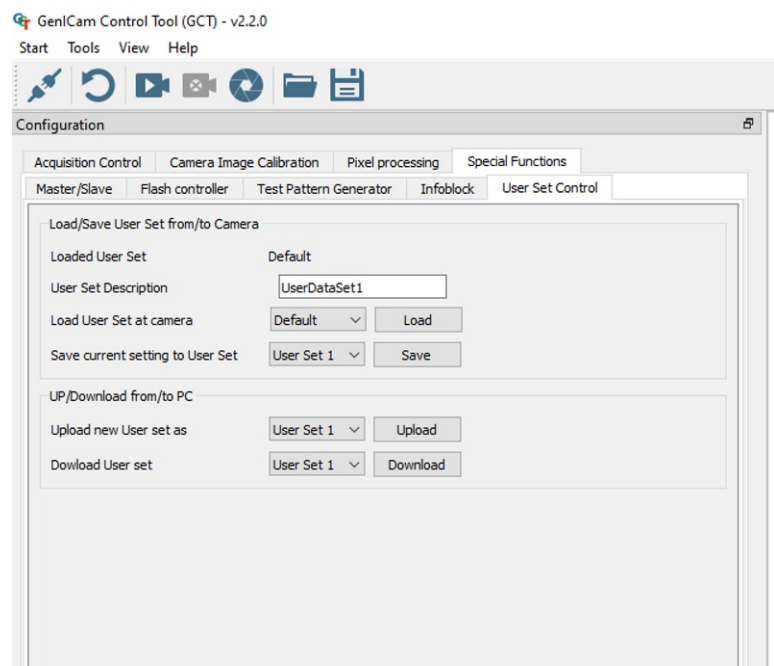 GenICam Control Tool (GCT) - v2.2.0
Start Tools View Help
Configuration
Acquisition Control Camera Image Calibration Pixel processing Special Functions
Master/Slave Flash controller Test Pattern Generator Infoblock User Set Control
Load/Save User Set from/to Camera
Loaded User Set Default
User Set Description UserDataSet1
Load User Set at camera Default Load
Save current setting to User Set User Set 1 Save
UP/Download from/to PC
Upload new User set as User Set 1 Upload
Dowload User set User Set 1 Download